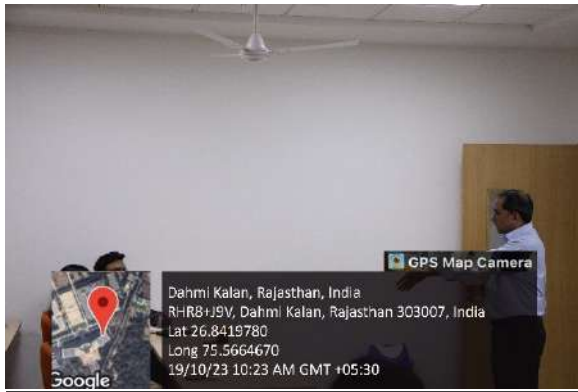 GPS Map Camera
Dahmi Kalan, Rajasthan, India
RHR8+J9V, Dahmi Kalan, Rajasthan 303007, India
Lat 26.8419780
Long 75.5664670
19/10/23 10:23 AM GMT +05:30
Google